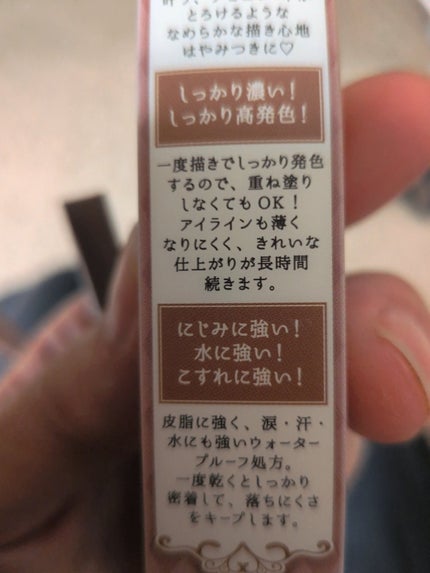 とろけるような
なめらかな描き心地
はやみつきに♡
しっかり濃い！
しっかり高発色！
一度描きでしっかり発色
するので、重ね塗り
しなくてもOK！
アイラインも薄く
なりにくく、きれいな
仕上がりが長時間
続きます。
にじみに強い！
水に強い！
こすれに強い！
皮脂に強く、涙・汗・
水にも強いウォーター
プルーフ処方。
一度乾くとしっかり
密着して、落ちにくさ
をキープします。